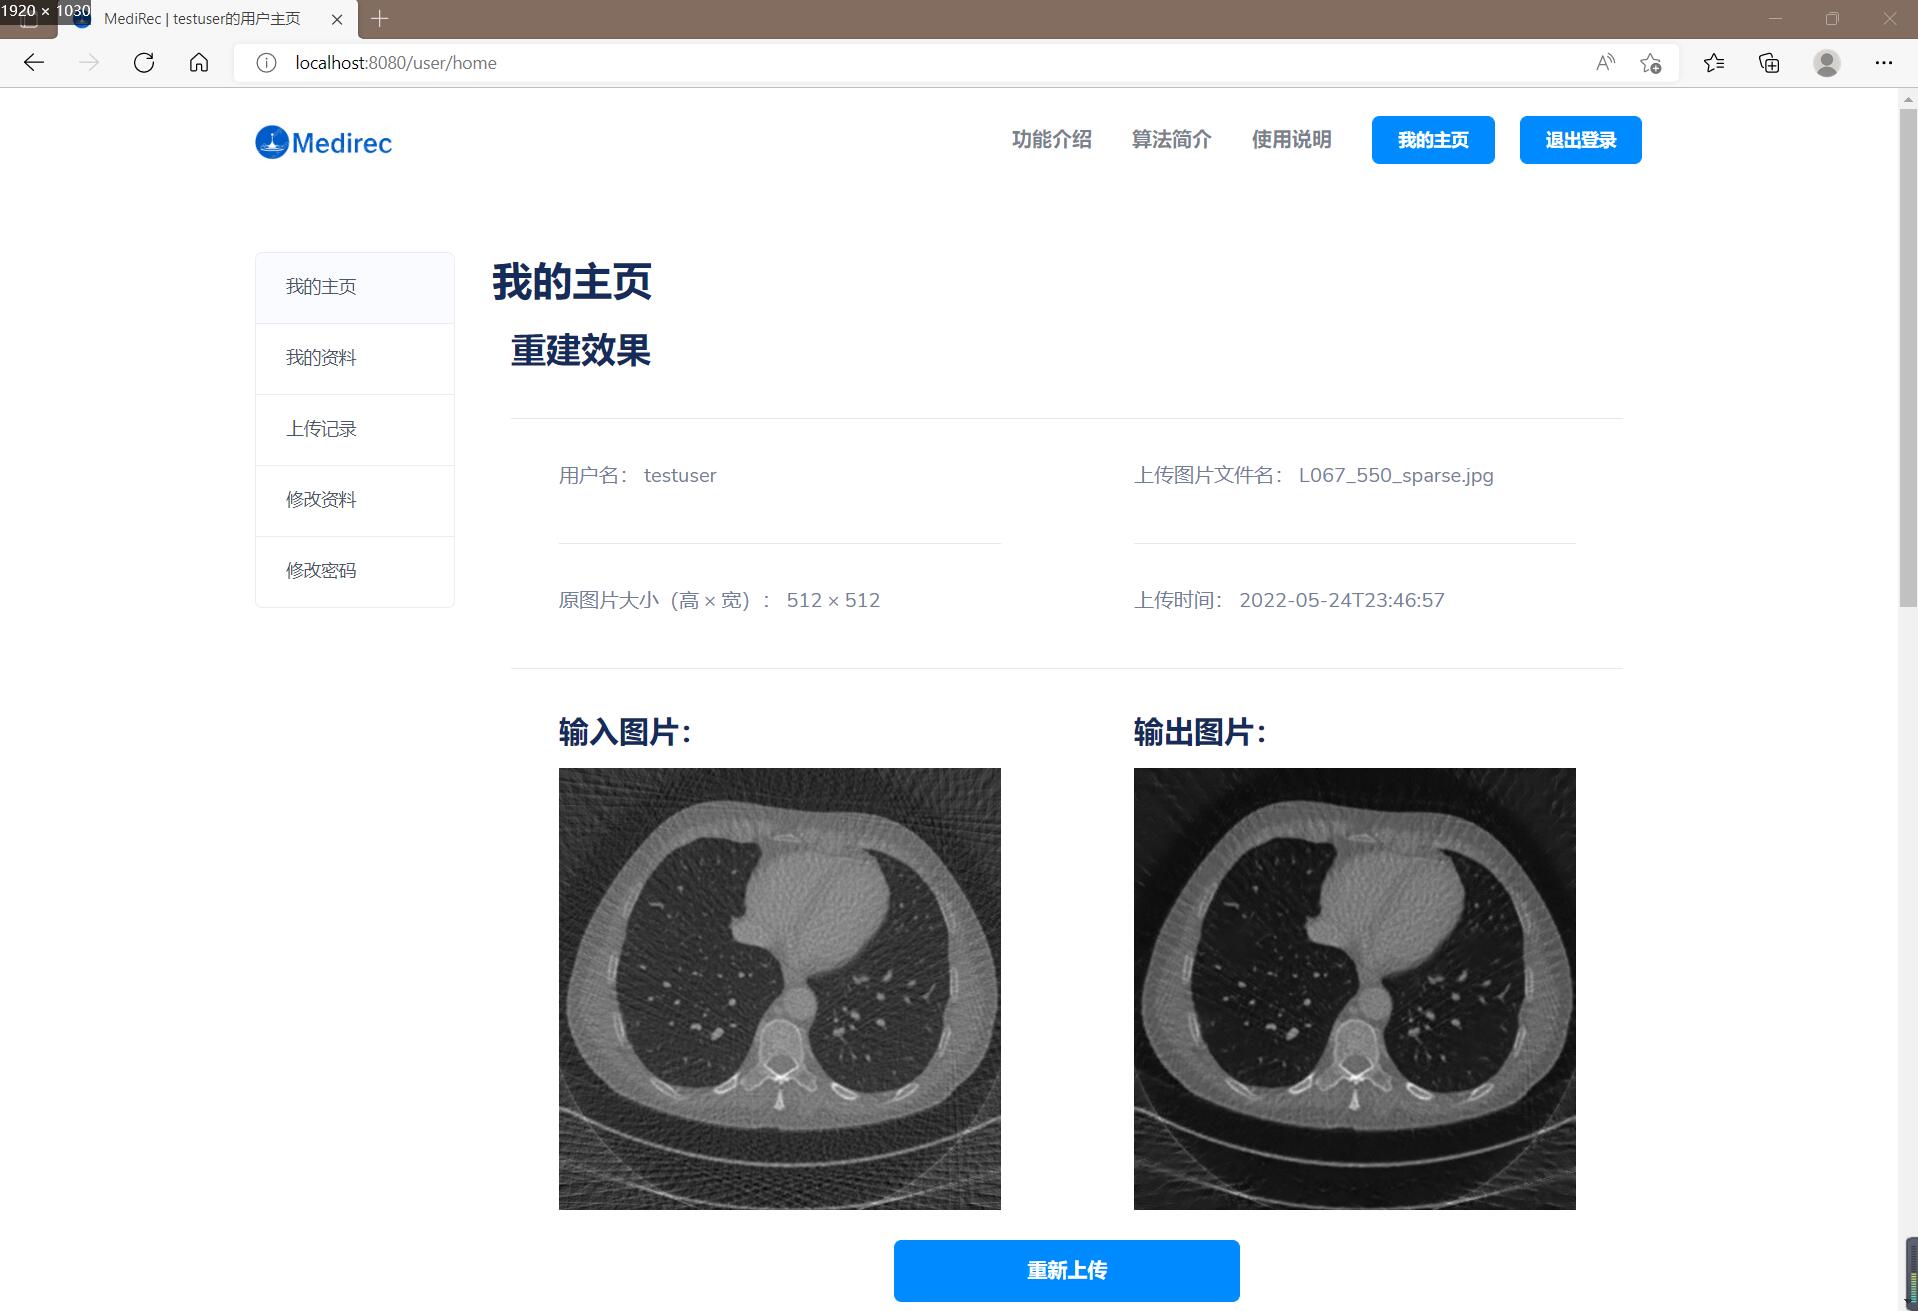 1920 × 1030
MediRec | testuser的用户主页
localhost:8080/user/home
Medirec
功能介绍 算法简介 使用说明 我的主页 退出登录
我的主页
我的资料
上传记录
修改资料
修改密码
我的主页
重建效果
用户名： testuser
上传图片文件名： L067_550_sparse.jpg
原图片大小（高 × 宽）： 512 × 512
上传时间： 2022-05-24T23:46:57
输入图片：
输出图片：
重新上传